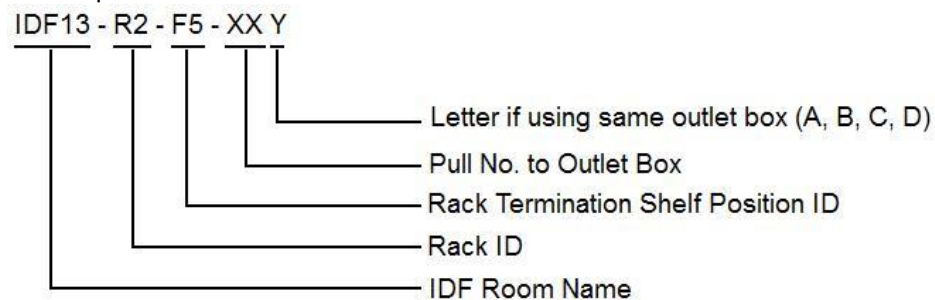 IDF13 - R2 - F5 - XX Y
Letter if using same outlet box (A, B, C, D)
Pull No. to Outlet Box
Rack Termination Shelf Position ID
Rack ID
IDF Room Name